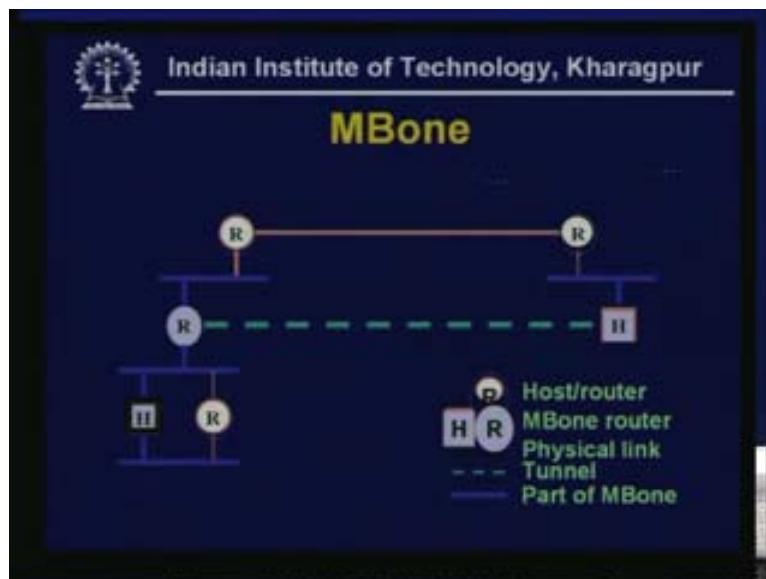 Indian Institute of Technology, Kharagpur
MBone
R R
R H
H R
R Host/router
H R MBone router
Physical link
Tunnel
Part of MBone